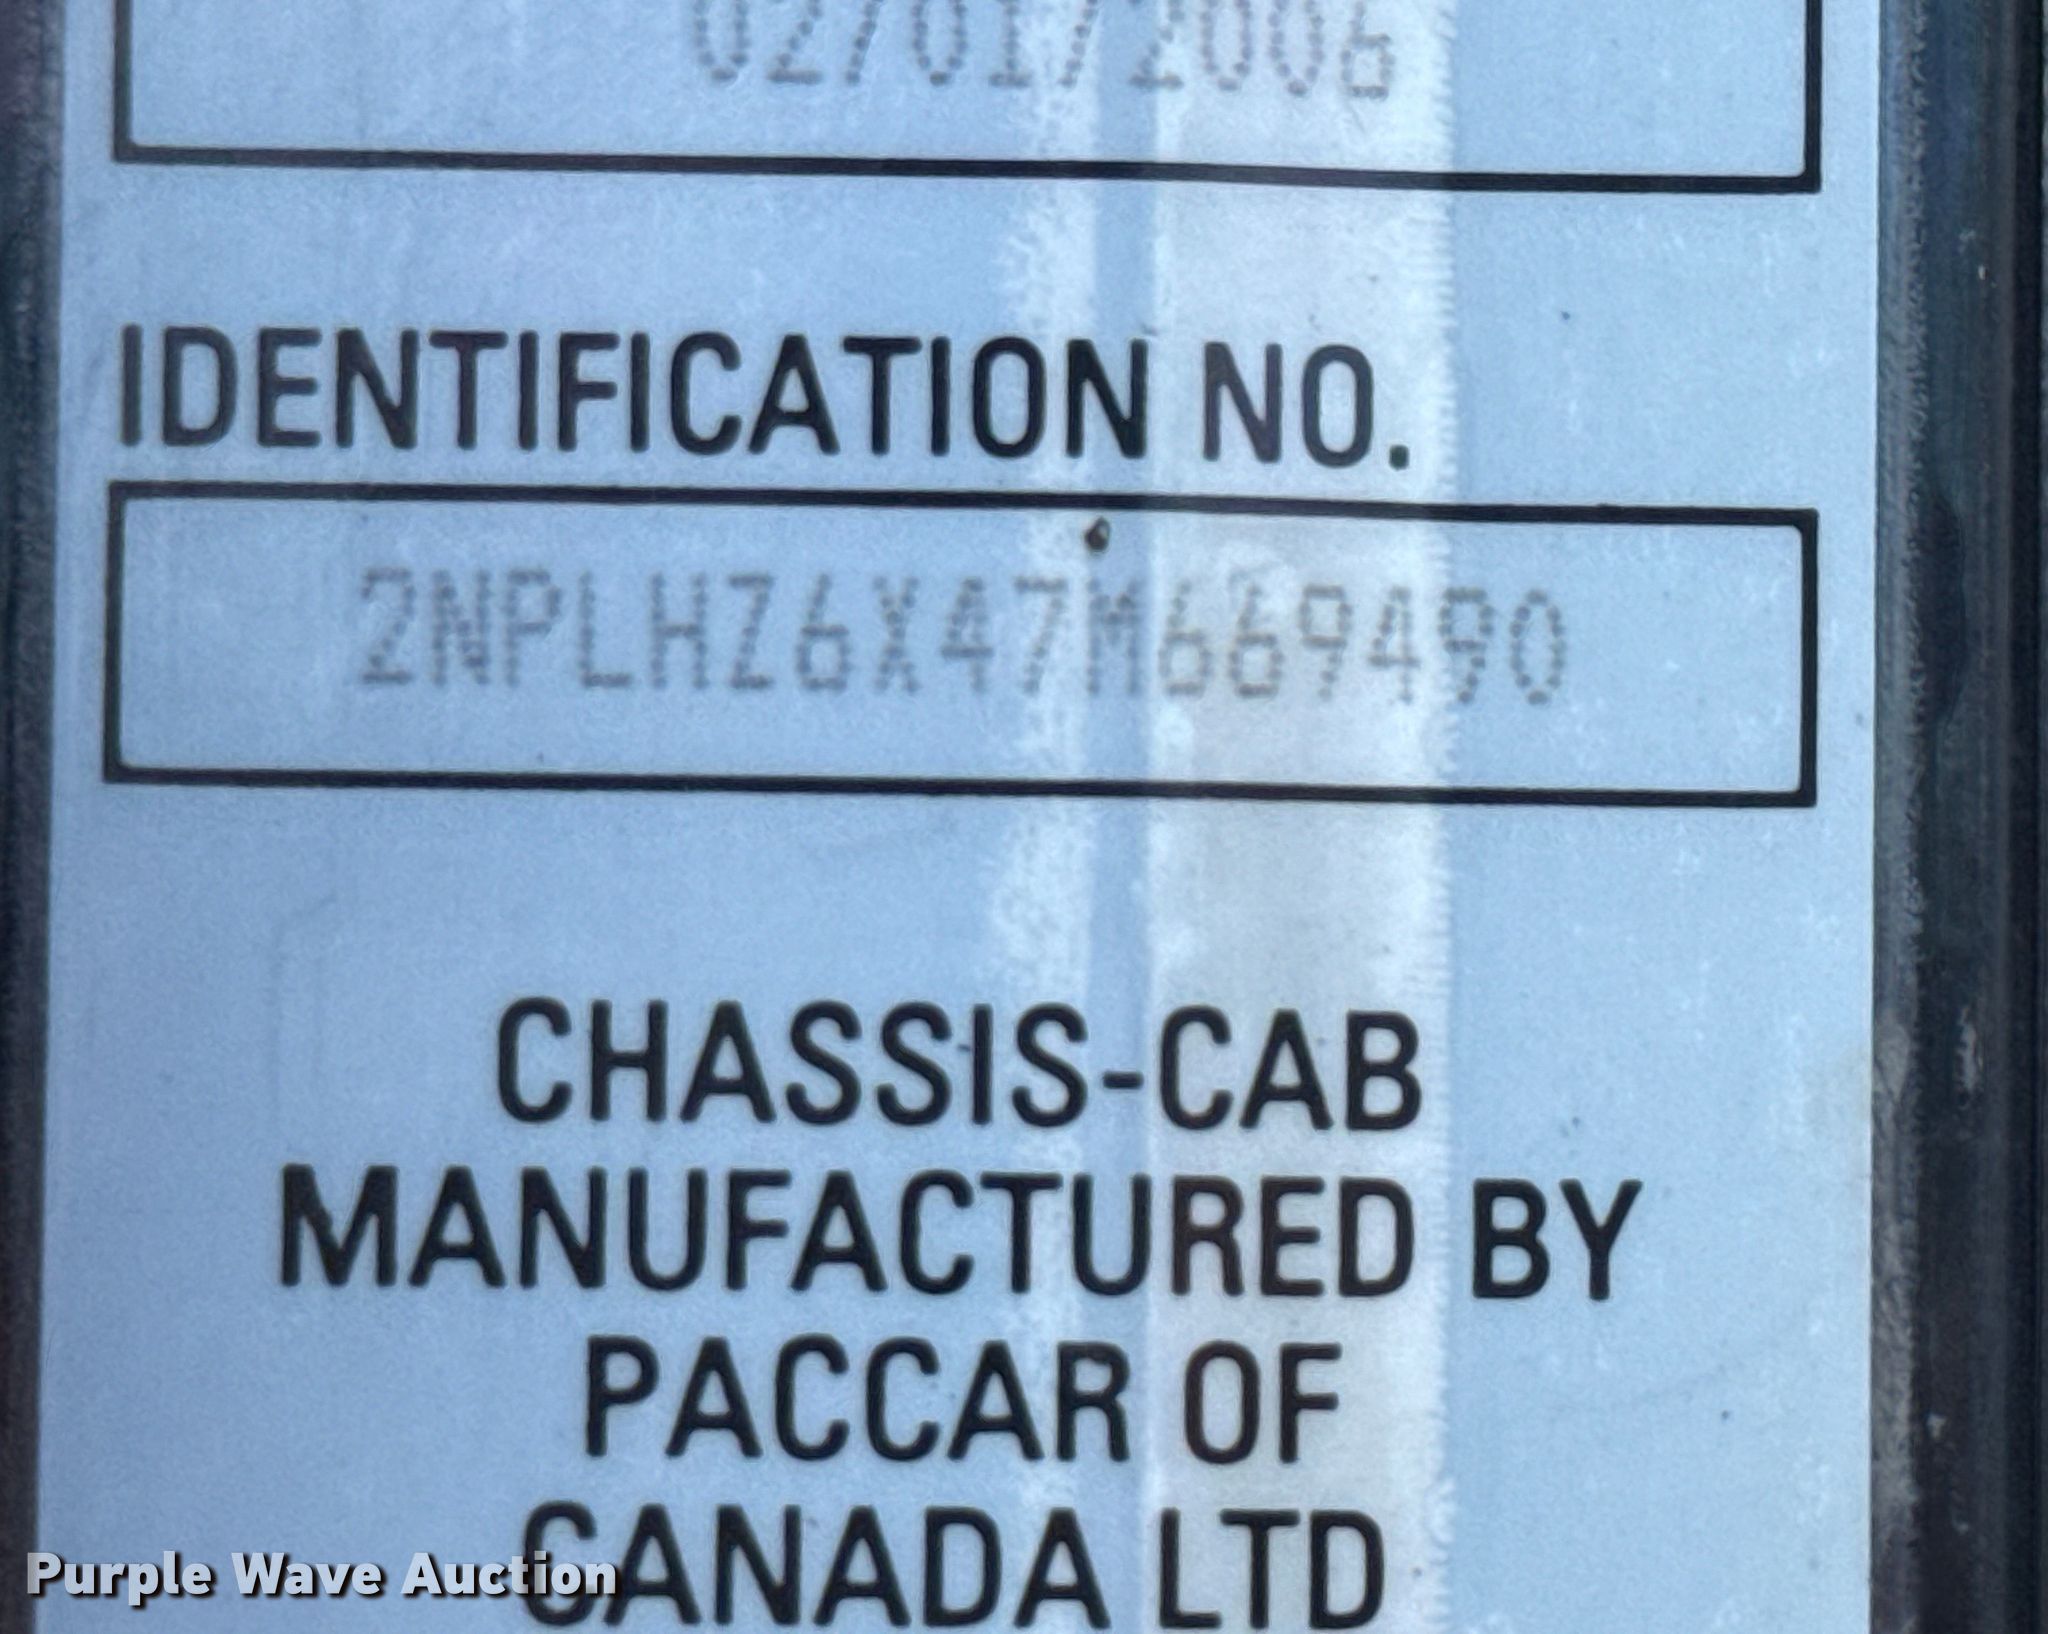 02/01/2006
IDENTIFICATION NO.
2NPLHZ6X47M669490
CHASSIS-CAB
MANUFACTURED BY
PACCAR OF
CANADA LTD
Purple Wave Auction